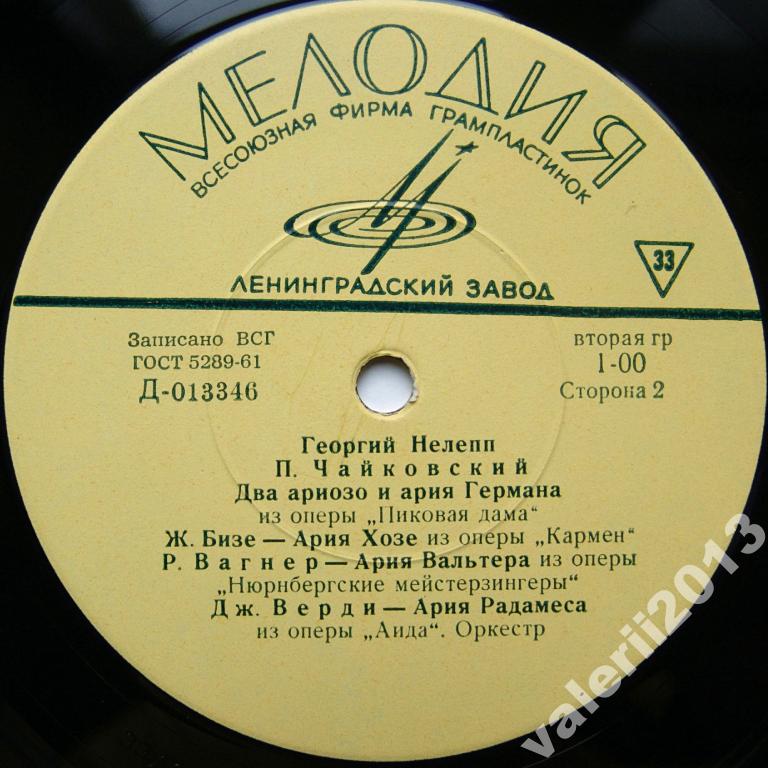 МЕЛОДИЯ
ВСЕСОЮЗНАЯ ФИРМА ГРАМПЛАСТИНОК
33
ЛЕНИНГРАДСКИЙ ЗАВОД
Записано ВСГ
ГОСТ 5289-61
Д-013346
вторая гр
1-00
Сторона 2
Георгий Нелепп
П. Чайковский
Два ариозо и ария Германа
из оперы „Пиковая дама“
Ж. Бизе — Ария Хозе из оперы „Кармен“
Р. Вагнер — Ария Вальтера из оперы
„Нюрнбергские мейстерзингеры“
Дж. Верди — Ария Радамеса
из оперы „Аида“. Оркестр
valerii2013